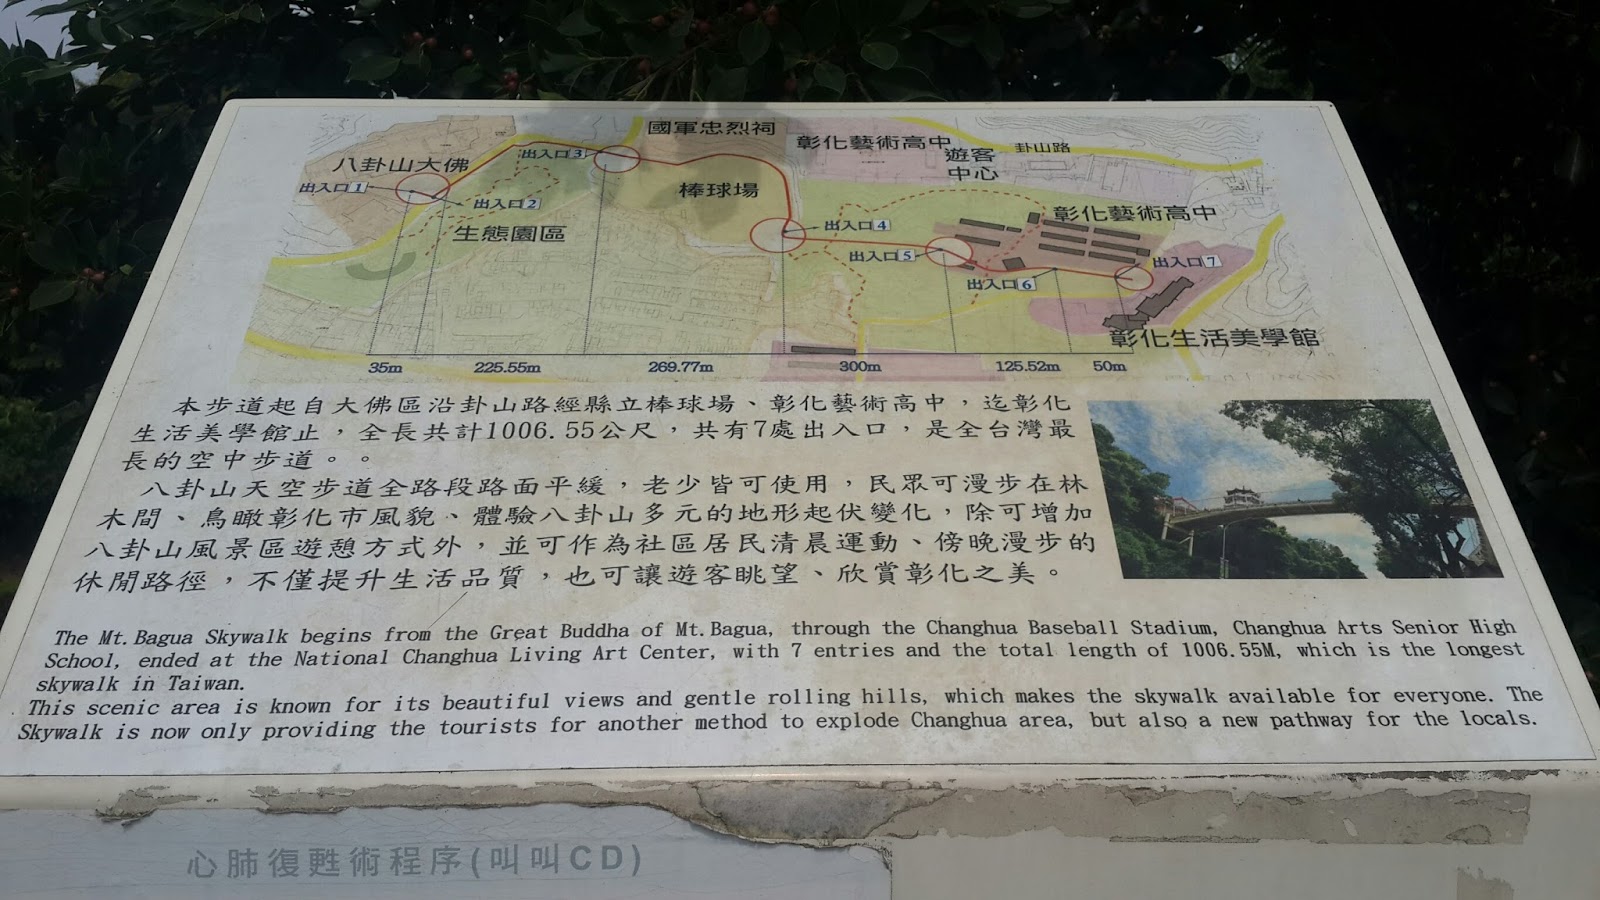 國軍忠烈祠
彰化藝術高中
遊客
中心
卦山路
八卦山大佛
出入口3
出入口1
出入口2
棒球場
生態園區
彰化藝術高中
出入口4
出入口5
出入口7
出入口6
彰化生活美學館
35m 225.55m 269.77m 300m 125.52m 50m
本步道起自大佛區沿卦山路經縣立棒球場、彰化藝術高中，迄彰化
生活美學館止，全長共計1006.55公尺，共有7處出入口，是全台灣最
長的空中步道。。
八卦山天空步道全路段路面平緩，老少皆可使用，民眾可漫步在林
木間、鳥瞰彰化市風貌、體驗八卦山多元的地形起伏變化，除可增加
八卦山風景區遊憩方式外，並可作為社區居民清晨運動、傍晚漫步的
休閒路徑，不僅提升生活品質，也可讓遊客眺望、欣賞彰化之美。
The Mt.Bagua Skywalk begins from the Great Buddha of Mt.Bagua, through the Changhua Baseball Stadium, Changhua Arts Senior High
School, ended at the National Changhua Living Art Center, with 7 entries and the total length of 1006.55M, which is the longest
skywalk in Taiwan.
This scenic area is known for its beautiful views and gentle rolling hills, which makes the skywalk available for everyone. The
Skywalk is now only providing the tourists for another method to explode Changhua area, but also a new pathway for the locals.
心肺復甦術程序(叫叫CD)